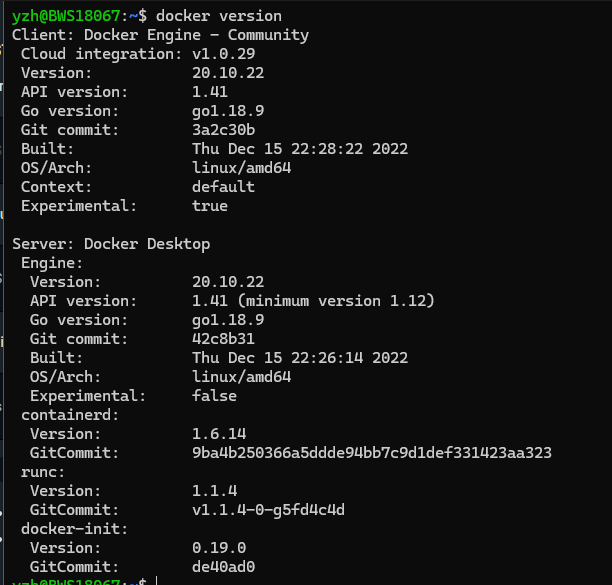 yzh@BWS18067:~$ docker version
Client: Docker Engine - Community
 Cloud integration: v1.0.29
 Version:           20.10.22
 API version:       1.41
 Go version:        go1.18.9
 Git commit:        3a2c30b
 Built:             Thu Dec 15 22:28:22 2022
 OS/Arch:           linux/amd64
 Context:           default
 Experimental:      true

Server: Docker Desktop
 Engine:
  Version:          20.10.22
  API version:      1.41 (minimum version 1.12)
  Go version:       go1.18.9
  Git commit:       42c8b31
  Built:            Thu Dec 15 22:26:14 2022
  OS/Arch:          linux/amd64
  Experimental:     false
 containerd:
  Version:          1.6.14
  GitCommit:        9ba4b250366a5ddde94bb7c9d1def331423aa323
 runc:
  Version:          1.1.4
  GitCommit:        v1.1.4-0-g5fd4c4d
 docker-init:
  Version:          0.19.0
  GitCommit:        de40ad0
yzh@BWS18067:~$